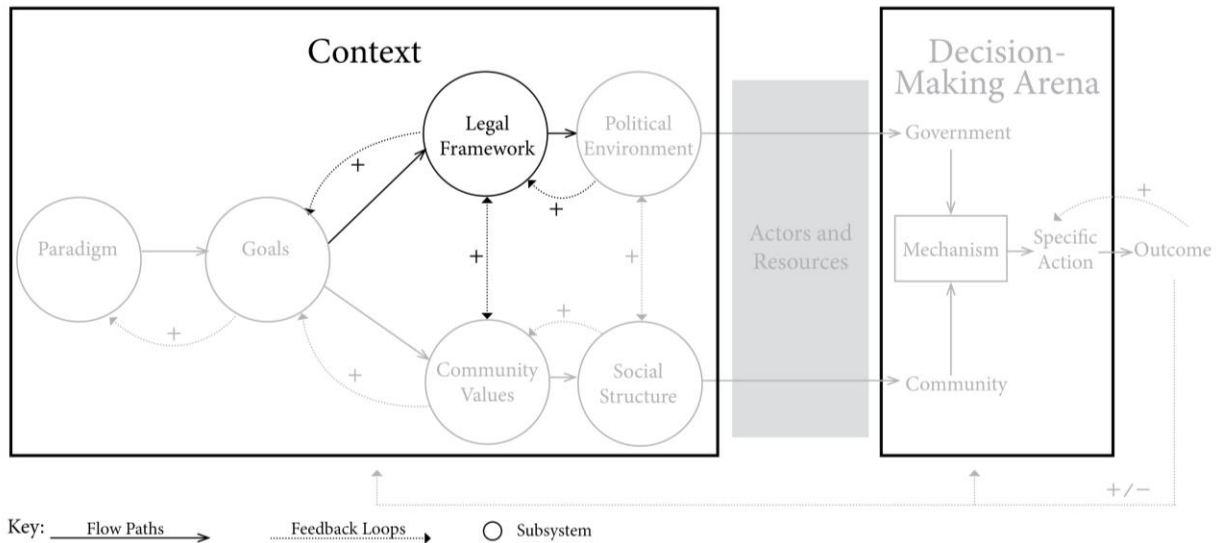 Context
Decision-
Making Arena
Legal
Framework
Political
Environment
Government
+
+
+
Paradigm
Goals
+
+
Actors and
Resources
Mechanism
Specific
Action
Outcome
+
+
+
+
Community
Values
Social
Structure
Community
+/−
Key:
Flow Paths
Feedback Loops
Subsystem